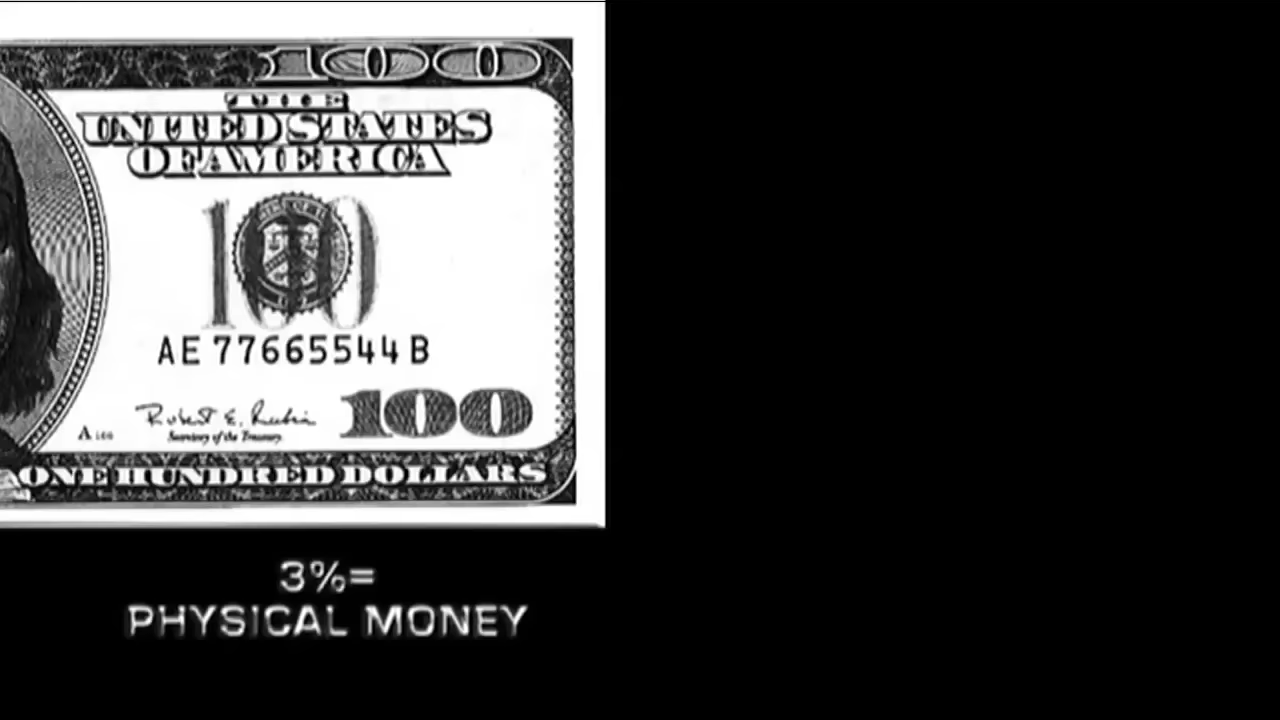 100
THE
UNITED STATES
OF AMERICA
100
AE 77665544 B
Robert E. Rubin
100
A
Secretary of the Treasury.
ONE HUNDRED DOLLARS
3%=
PHYSICAL MONEY